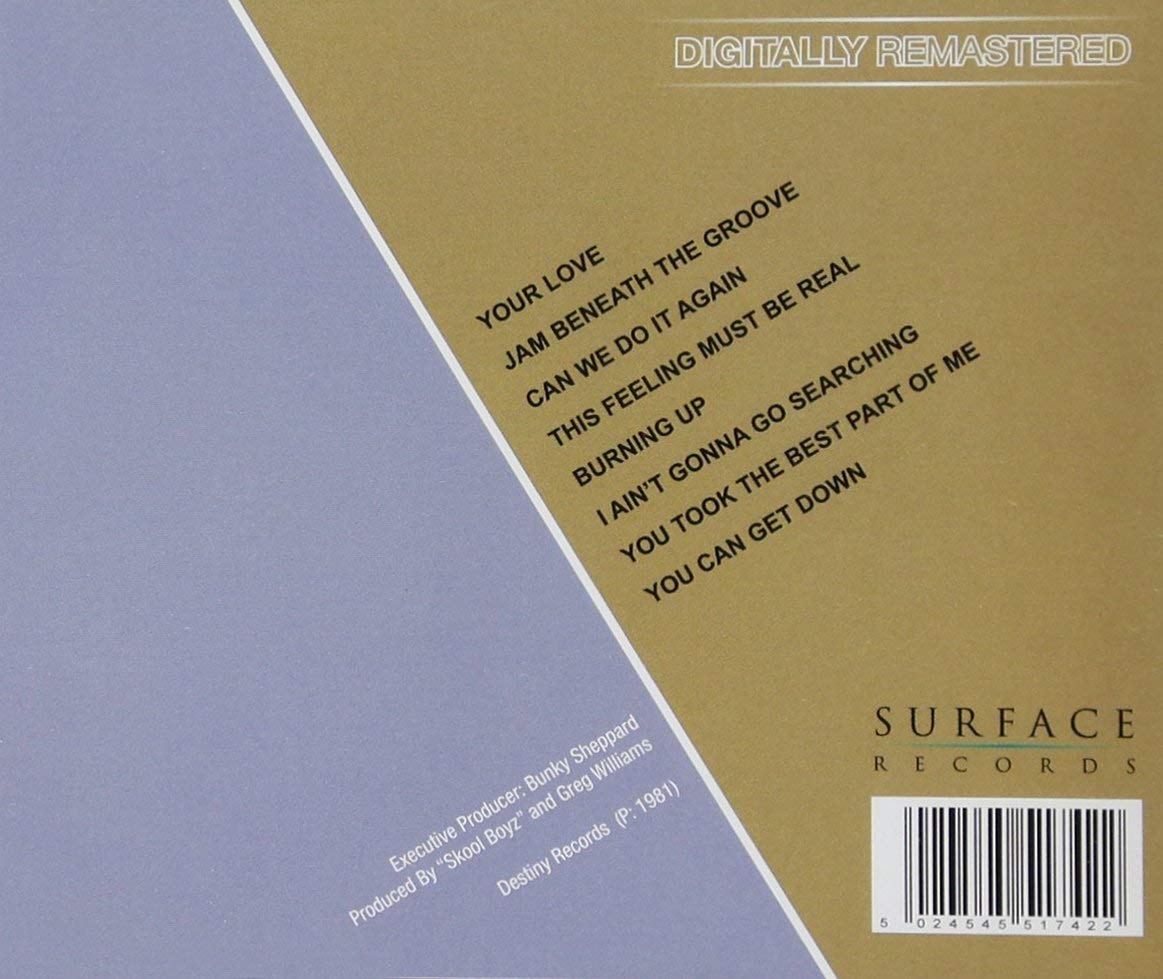 DIGITALLY REMASTERED
YOUR LOVE
JAM BENEATH THE GROOVE
CAN WE DO IT AGAIN
THIS FEELING MUST BE REAL
BURNING UP
I AIN'T GONNA GO SEARCHING
YOU TOOK THE BEST PART OF ME
YOU CAN GET DOWN
Executive Producer: Bunky Sheppard
Produced By "Skool Boyz" and Greg Williams
Destiny Records (P: 1981)
SURFACE
RECORDS
5 024545 517422